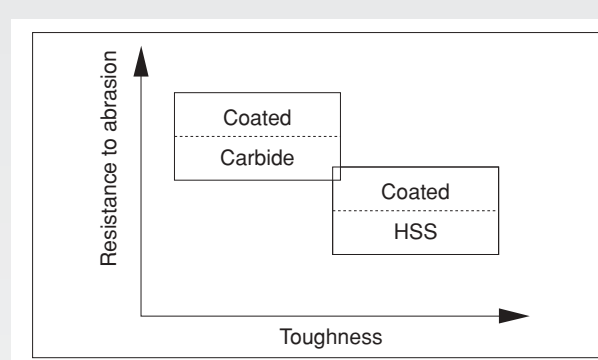 Resistance to abrasion
Coated
Carbide
Coated
HSS
Toughness